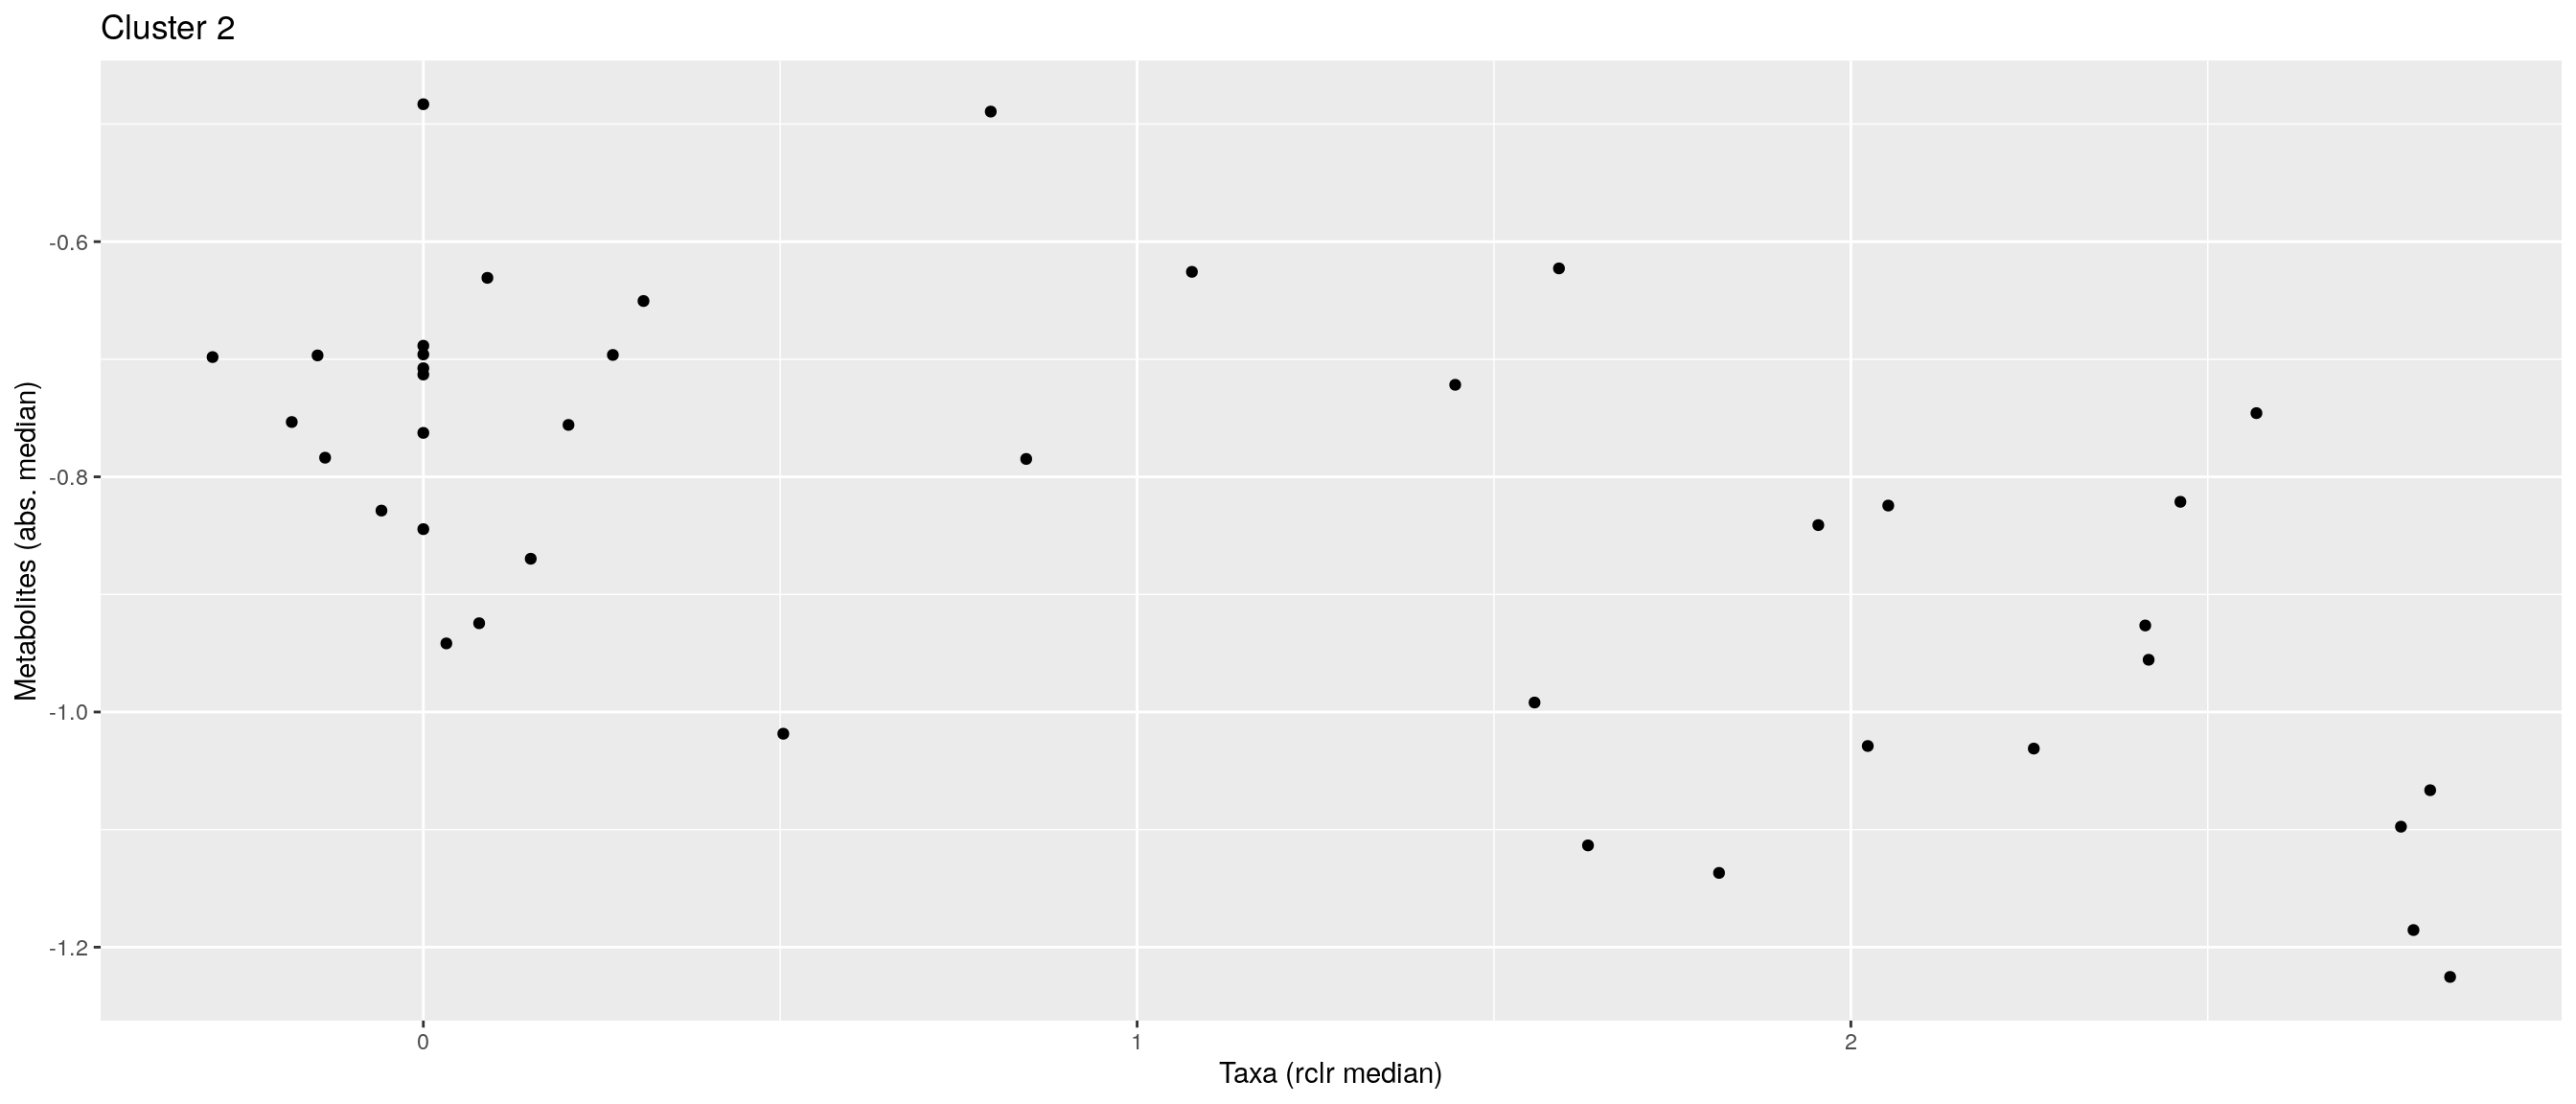 Cluster 2
Metabolites (abs. median)
-0.6
-0.8
-1.0
-1.2
0
1
2
Taxa (rclr median)